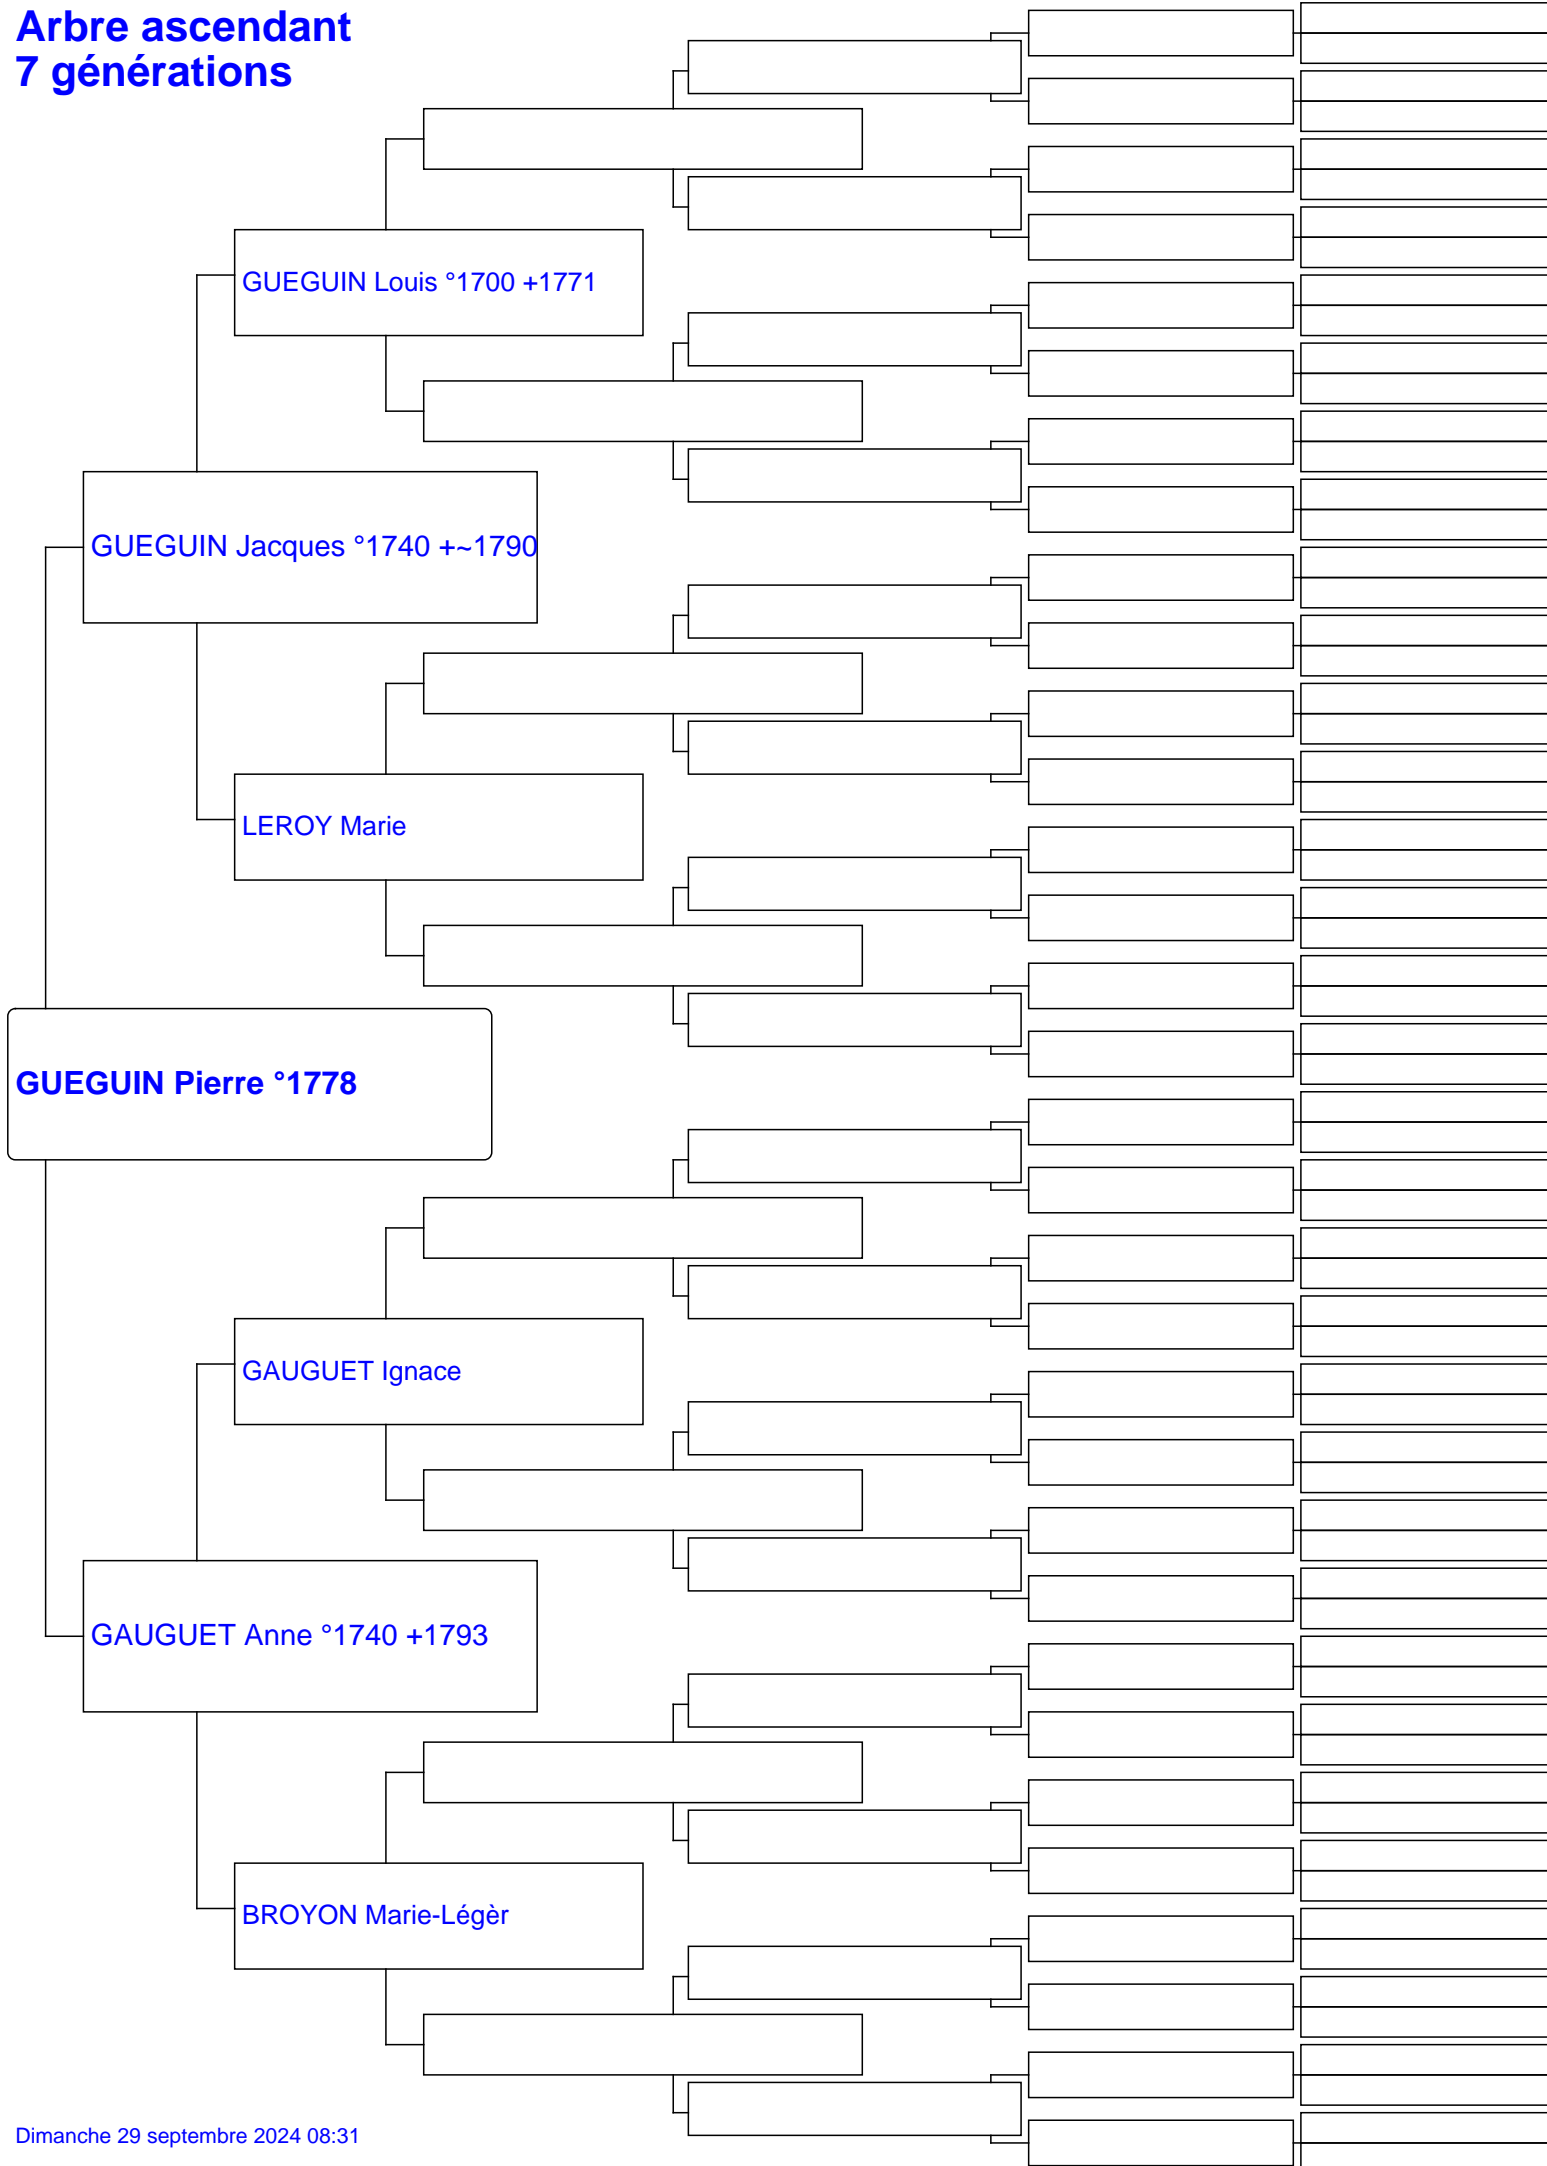 Arbre ascendant
7 générations
GUEGUIN Louis °1700 +1771
GUEGUIN Jacques °1740 +~1790
LEROY Marie
GUEGUIN Pierre °1778
GAUGUET Ignace
GAUGUET Anne °1740 +1793
BROYON Marie-Légèr
Dimanche 29 septembre 2024 08:31